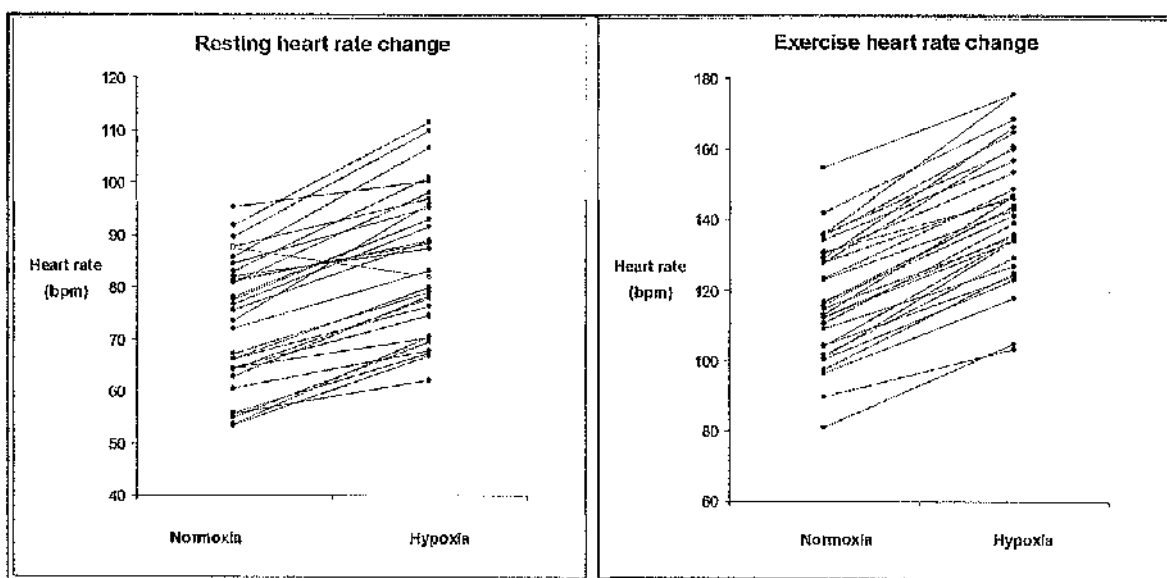 Resting heart rate change
120
110
100
90
80
70
60
50
40
Heart rate
(bpm)
Normoxia
Hypoxia
Exercise heart rate change
180
160
140
120
100
80
60
Heart rate
(bpm)
Normoxia
Hypoxia